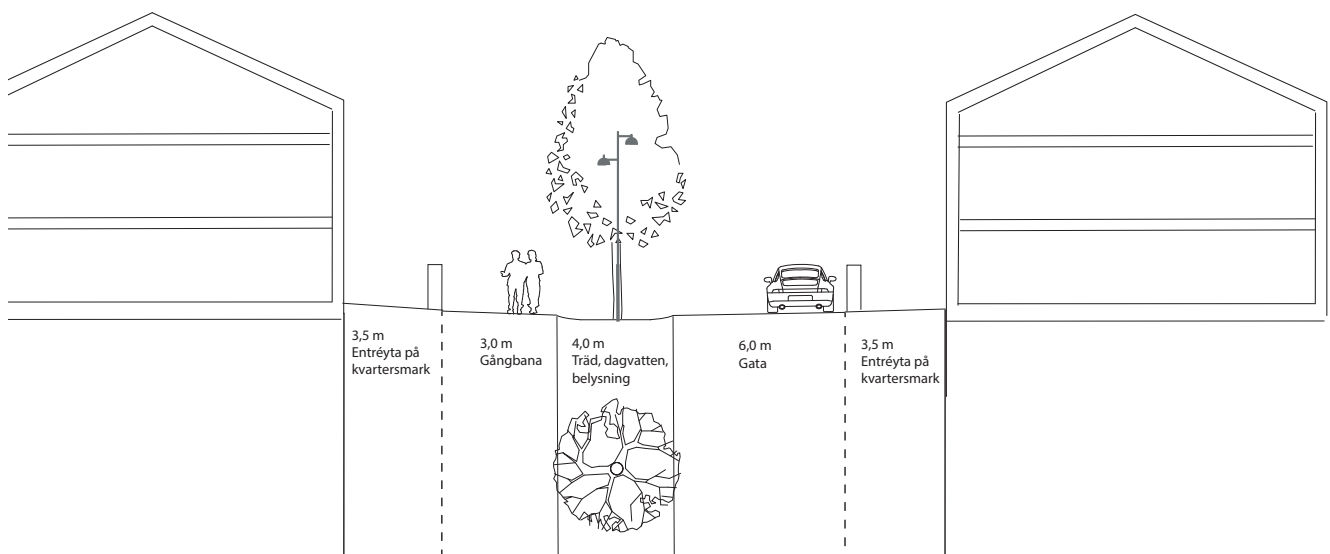 3,5 m
Entréyta på
kvartersmark
3,0 m
Gångbana
4,0 m
Träd, dagvatten,
belysning
6,0 m
Gata
3,5 m
Entréyta på
kvartersmark